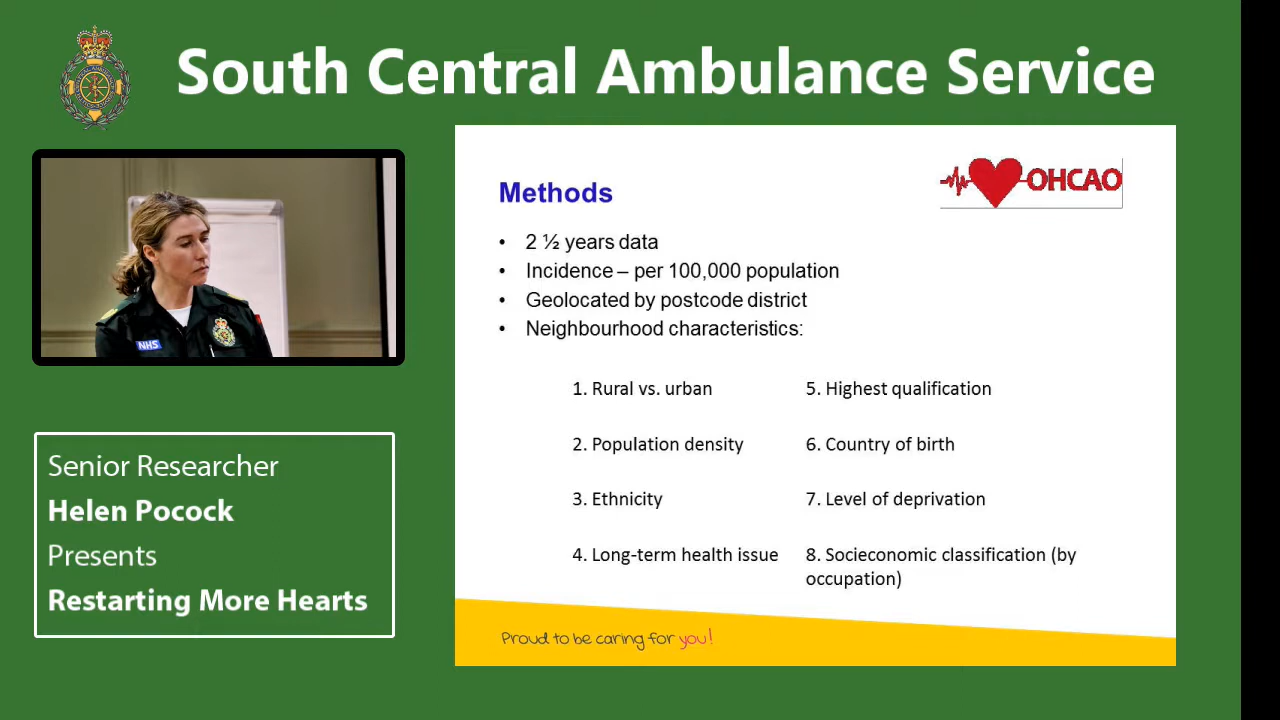 South Central Ambulance Service
NHS
Senior Researcher
Helen Pocock
Presents
Restarting More Hearts
Methods
OHCAO
• 2 ½ years data
• Incidence – per 100,000 population
• Geolocated by postcode district
• Neighbourhood characteristics:
1. Rural vs. urban
2. Population density
3. Ethnicity
4. Long-term health issue
5. Highest qualification
6. Country of birth
7. Level of deprivation
8. Socieconomic classification (by
occupation)
Proud to be caring for you!